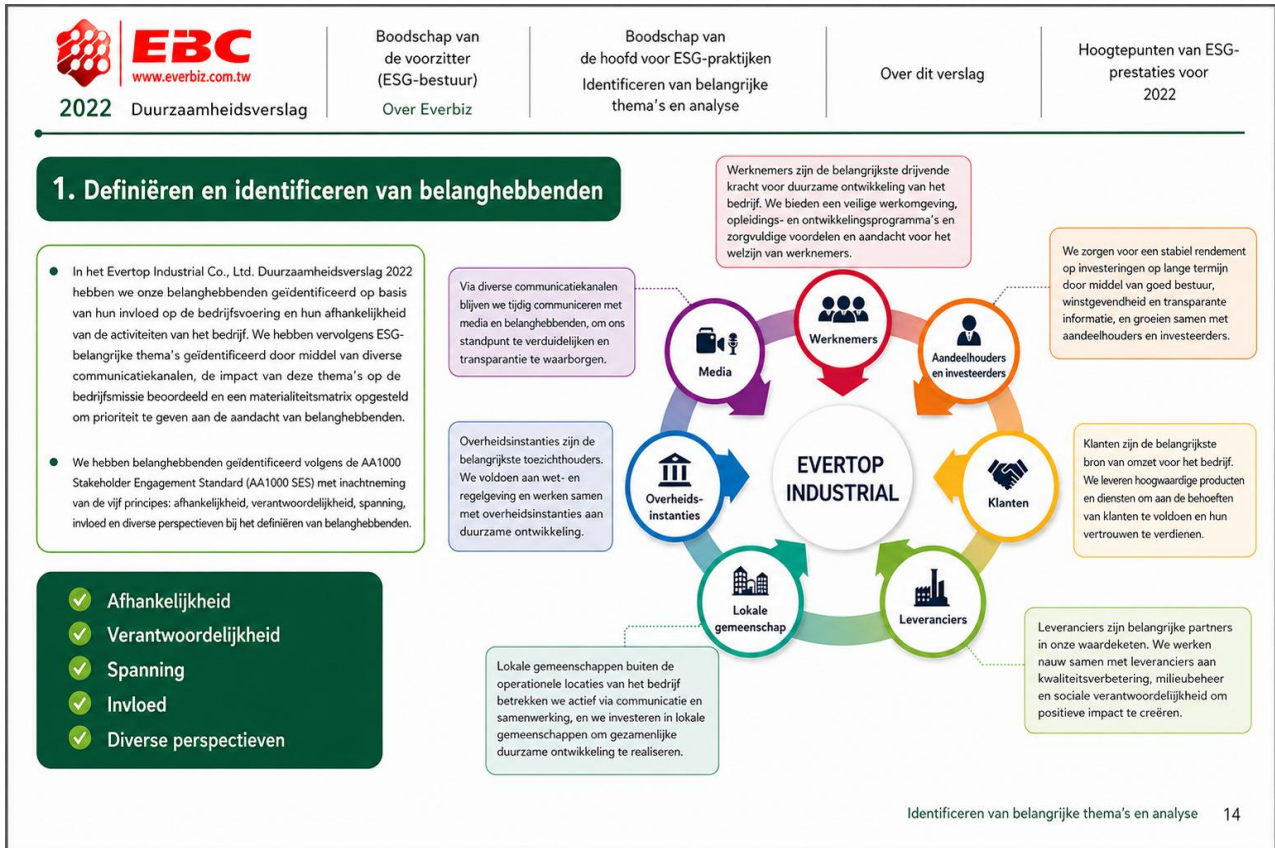 EBC
www.everbiz.com.tw
2022 Duurzaamheidsverslag
Boodschap van
de voorzitter
(ESG-bestuur)
Over Everbiz
Boodschap van
de hoofd voor ESG-praktijken
Identificeren van belangrijke
thema's en analyse
Over dit verslag
Hoogtepunten van ESG-
prestaties voor
2022
1. Definiëren en identificeren van belanghebbenden
• In het Evertop Industrial Co., Ltd. Duurzaamheidsverslag 2022
hebben we onze belanghebbenden geïdentificeerd op basis
van hun invloed op de bedrijfsvoering en hun afhankelijkheid
van de activiteiten van het bedrijf. We hebben vervolgens ESG-
belangrijke thema's geïdentificeerd door middel van diverse
communicatiekanalen, de impact van deze thema's op de
bedrijfsmissie beoordeeld en een materialiteitsmatrix opgesteld
om prioriteit te geven aan de aandacht van belanghebbenden.
• We hebben belanghebbenden geïdentificeerd volgens de AA1000
Stakeholder Engagement Standard (AA1000 SES) met inachtneming
van de vijf principes: afhankelijkheid, verantwoordelijkheid, spanning,
invloed en diverse perspectieven bij het definiëren van belanghebbenden.
Afhankelijkheid
Verantwoordelijkheid
Spanning
Invloed
Diverse perspectieven
Werknemers zijn de belangrijkste drijvende
kracht voor duurzame ontwikkeling van het
bedrijf. We bieden een veilige werkomgeving,
opleidings- en ontwikkelingsprogramma's en
zorgvuldige voordelen en aandacht voor het
welzijn van werknemers.
We zorgen voor een stabiel rendement
op investeringen op lange termijn
door middel van goed bestuur,
winstgevendheid en transparante
informatie, en groeien samen met
aandeelhouders en investeerders.
Via diverse communicatiekanalen
blijven we tijdig communiceren met
media en belanghebbenden, om ons
standpunt te verduidelijken en
transparantie te waarborgen.
Werknemers
Media
Aandeelhouders
en investeerders
Overheidsinstanties zijn de
belangrijkste toezichthouders.
We voldoen aan wet- en
regelgeving en werken samen
met overheidsinstanties aan
duurzame ontwikkeling.
Overheids-
instanties
EVERTOP
INDUSTRIAL
Klanten
Klanten zijn de belangrijkste
bron van omzet voor het bedrijf.
We leveren hoogwaardige producten
en diensten om aan de behoeften
van klanten te voldoen en hun
vertrouwen te verdienen.
Lokale
gemeenschap
Leveranciers
Lokale gemeenschappen buiten de
operationele locaties van het bedrijf
betrekken we actief via communicatie en
samenwerking, en we investeren in lokale
gemeenschappen om gezamenlijke
duurzame ontwikkeling te realiseren.
Leveranciers zijn belangrijke partners
in onze waardeketen. We werken
nauw samen met leveranciers aan
kwaliteitsverbetering, milieubeheer
en sociale verantwoordelijkheid om
positieve impact te creëren.
Identificeren van belangrijke thema's en analyse 14